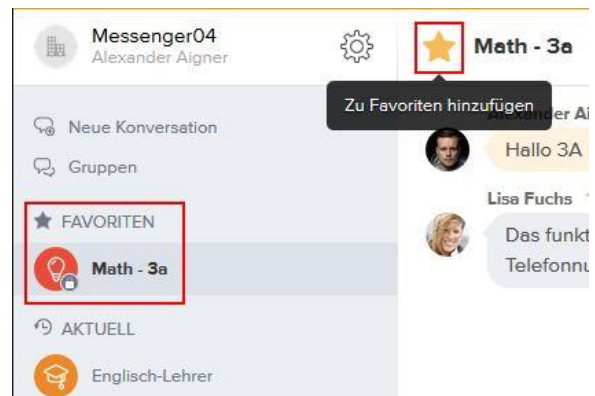 Messenger04
Alexander Aigner
Neue Konversation
Gruppen
FAVORITEN
Math - 3a
AKTUELL
Englisch-Lehrer
Math - 3a
Zu Favoriten hinzufügen
Hallo 3A
Lisa Fuchs
Das funkt
Telefonnu